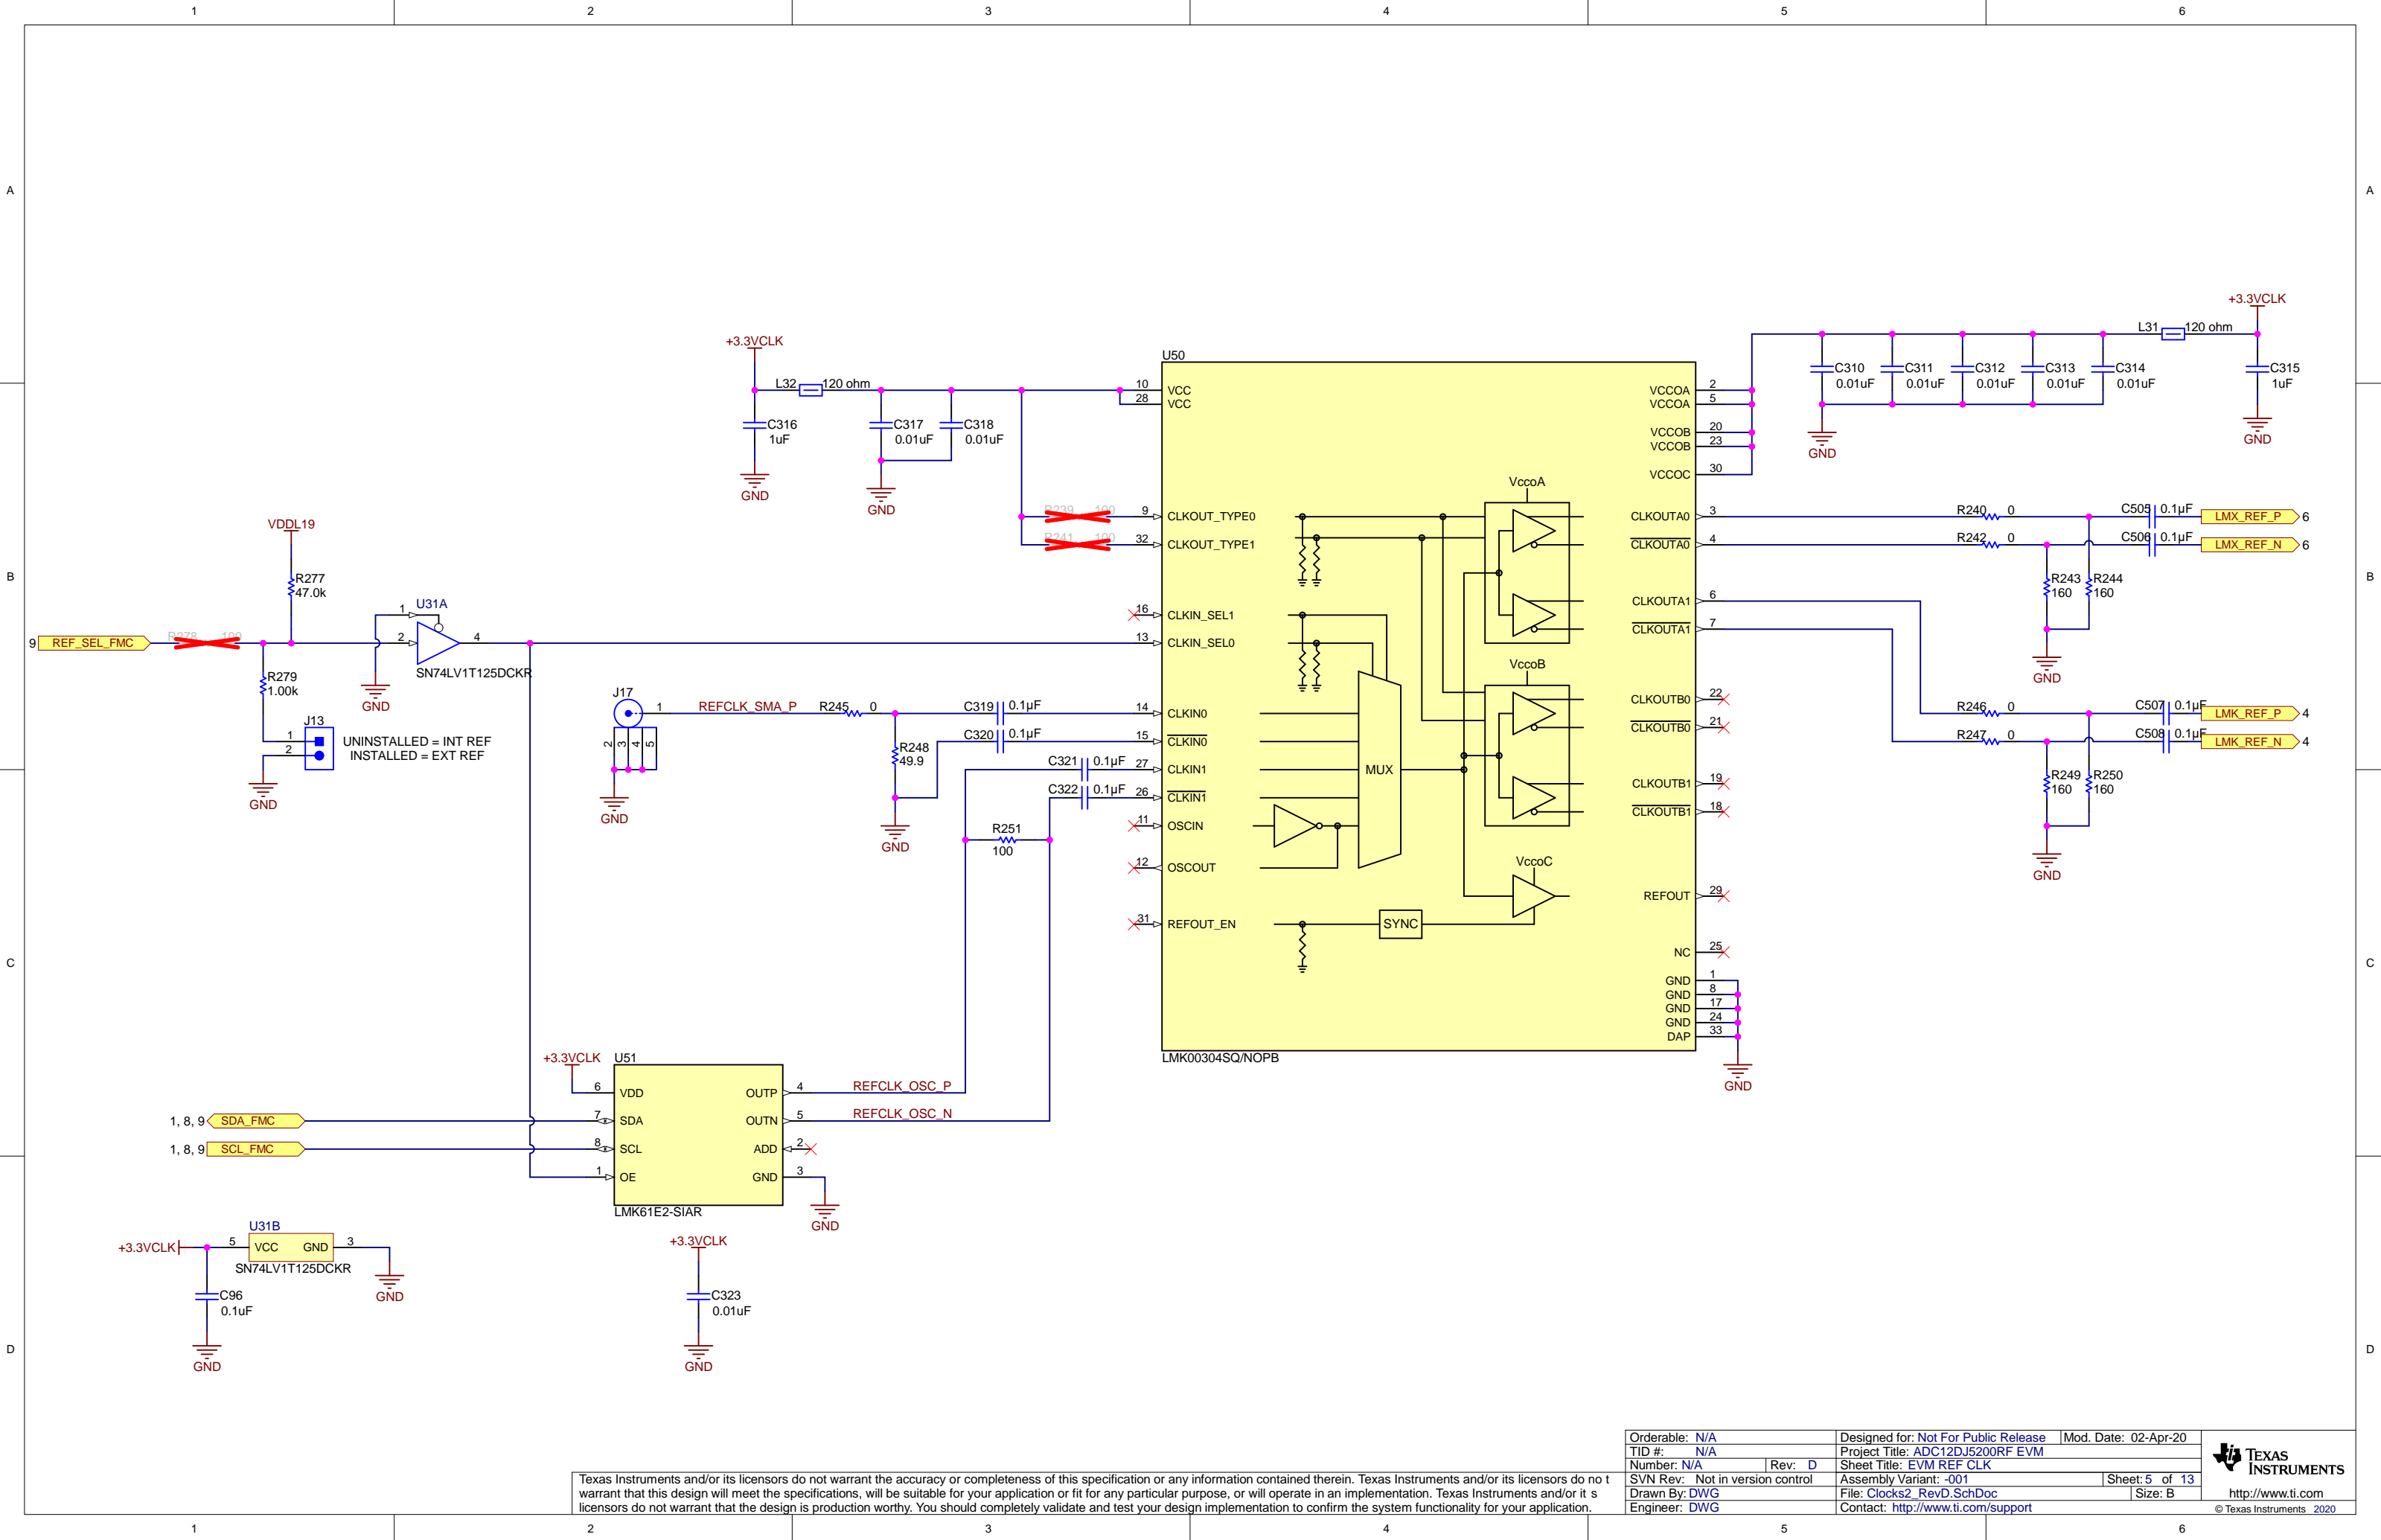 1 2 3 4 5 6
A A
+3.3VCLK
L31 120 ohm
C310 C311 C312 C313 C314 C315
0.01uF 0.01uF 0.01uF 0.01uF 0.01uF 1uF
GND GND
+3.3VCLK
L32 120 ohm
C316 C317 C318
1uF 0.01uF 0.01uF
GND GND
U50
10 VCC VCCOA 2
28 VCC VCCOA 5
VCCOB 20
VCCOB 23
VCCOC 30
VccoA
R239 100 9 CLKOUT_TYPE0 CLKOUTA0 3 R240 0 C505 0.1µF LMX_REF_P 6
R241 100 32 CLKOUT_TYPE1 CLKOUTA0 4 R242 0 C506 0.1µF LMX_REF_N 6
B B
VDDL19
R277
47.0k
R243 R244
160 160
GND
1 U31A
9 REF_SEL_FMC R278 100 2 4
SN74LV1T125DCKR
GND
16 CLKIN_SEL1 CLKOUTA1 6
13 CLKIN_SEL0 CLKOUTA1 7
VccoB
R279
1.00k
J13
1
2
UNINSTALLED = INT REF
INSTALLED = EXT REF
GND
J17
1 REFCLK_SMA_P R245 0 C319 0.1µF 14 CLKIN0 CLKOUTB0 22
2 3 4 5
GND
C320 0.1µF 15 CLKIN0 CLKOUTB0 21
R248
49.9
GND
R246 0 C507 0.1µF LMK_REF_P 4
R247 0 C508 0.1µF LMK_REF_N 4
R249 R250
160 160
GND
C321 0.1µF 27 CLKIN1 MUX CLKOUTB1 19
C322 0.1µF 26 CLKIN1 CLKOUTB1 18
R251
100
11 OSCIN
12 OSCOUT VccoC
REFOUT 29
31 REFOUT_EN SYNC
NC 25
C C
GND 1
GND 8
GND 17
GND 24
DAP 33
GND
LMK00304SQ/NOPB
+3.3VCLK U51
6 VDD OUTP 4 REFCLK_OSC_P
1, 8, 9 SDA_FMC 7 SDA OUTN 5 REFCLK_OSC_N
1, 8, 9 SCL_FMC 8 SCL ADD 2
1 OE GND 3
LMK61E2-SIAR GND
U31B
+3.3VCLK 5 VCC GND 3
SN74LV1T125DCKR
GND
C96
0.1uF
GND
+3.3VCLK
C323
0.01uF
GND
D D
Texas Instruments and/or its licensors do not warrant the accuracy or completeness of this specification or any information contained therein. Texas Instruments and/or its licensors do no t
warrant that this design will meet the specifications, will be suitable for your application or fit for any particular purpose, or will operate in an implementation. Texas Instruments and/or it s
licensors do not warrant that the design is production worthy. You should completely validate and test your design implementation to confirm the system functionality for your application.
Orderable: N/A Designed for: Not For Public Release Mod. Date: 02-Apr-20
TID #: N/A Project Title: ADC12DJ5200RF EVM
Number: N/A Rev: D Sheet Title: EVM REF CLK
SVN Rev: Not in version control Assembly Variant: -001 Sheet: 5 of 13
Drawn By: DWG File: Clocks2_RevD.SchDoc Size: B
Engineer: DWG Contact: http://www.ti.com/support
TEXAS
INSTRUMENTS
http://www.ti.com
© Texas Instruments 2020
1 2 3 4 5 6